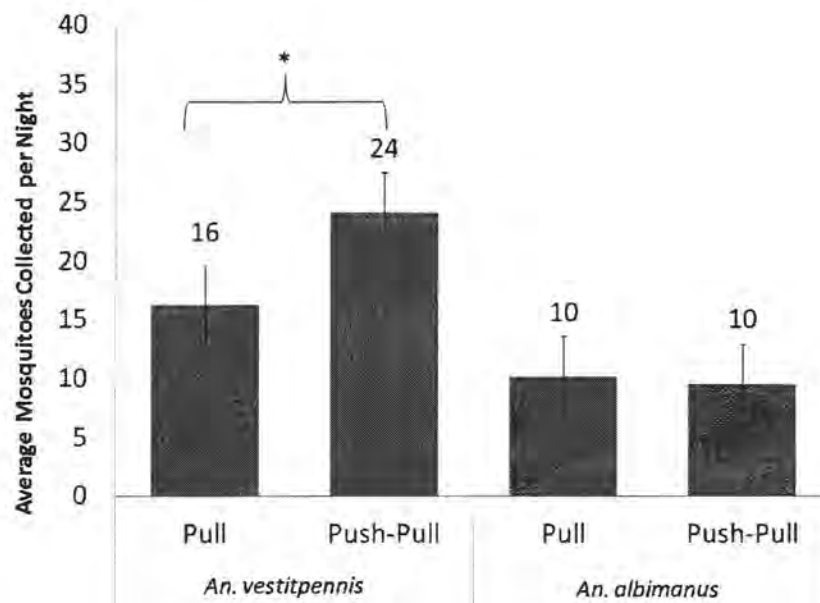 Average Mosquitoes Collected per Night
40
35
30
25
20
15
10
5
0
*
16
24
10
10
Pull
Push-Pull
Pull
Push-Pull
An. vestitpennis
An. albimanus